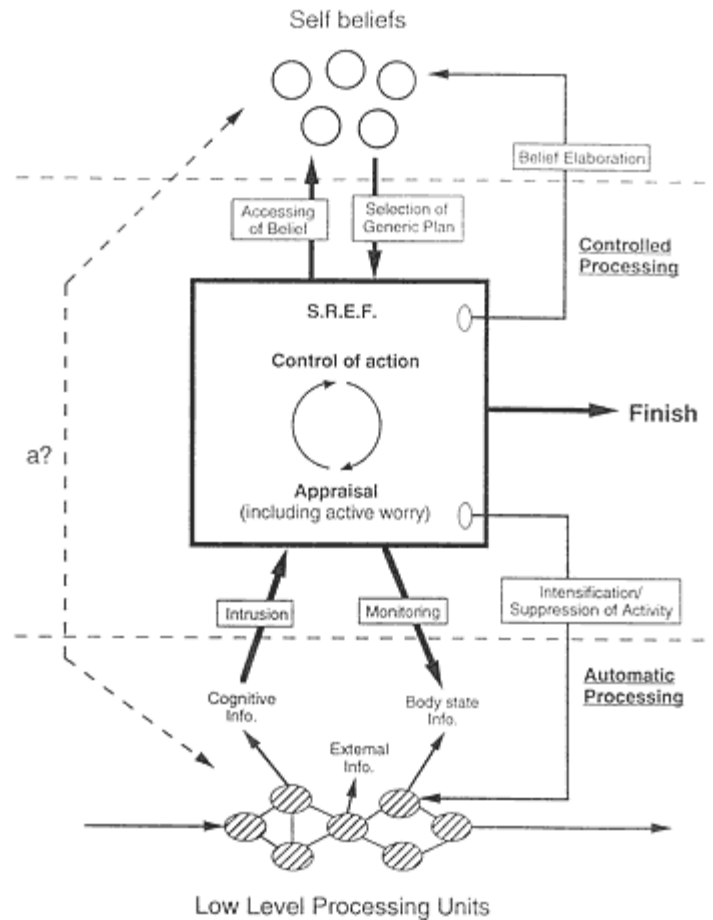 Self beliefs
Belief Elaboration
Accessing
of Belief
Selection of
Generic Plan
Controlled
Processing
S.R.E.F.
Control of action
Finish
a?
Appraisal
(including active worry)
Intrusion
Monitoring
Intensification/
Suppression of Activity
Automatic
Processing
Cognitive
Info.
Body state
Info.
External
Info.
Low Level Processing Units